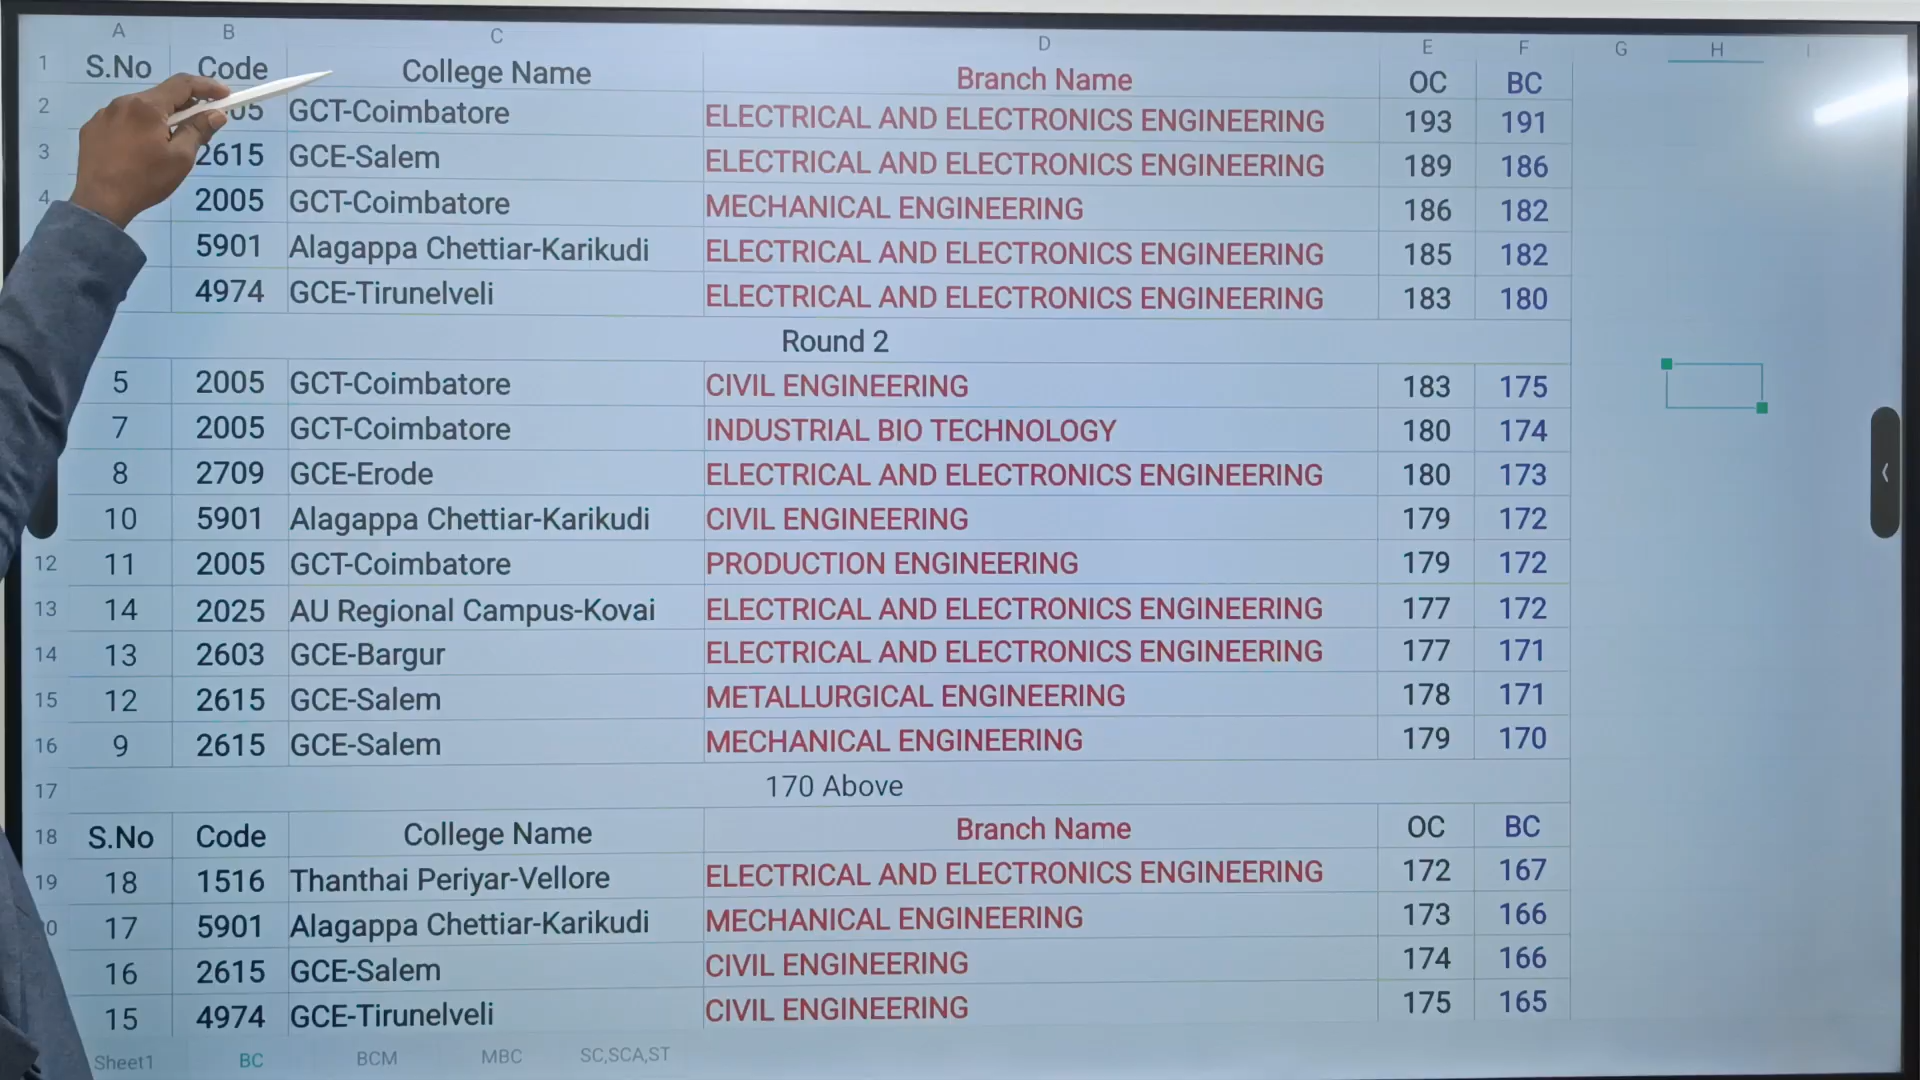 A B C D E F G H I
1 S.No Code College Name Branch Name OC BC
2 05 GCT-Coimbatore ELECTRICAL AND ELECTRONICS ENGINEERING 193 191
3 2615 GCE-Salem ELECTRICAL AND ELECTRONICS ENGINEERING 189 186
4 2005 GCT-Coimbatore MECHANICAL ENGINEERING 186 182
5901 Alagappa Chettiar-Karikudi ELECTRICAL AND ELECTRONICS ENGINEERING 185 182
4974 GCE-Tirunelveli ELECTRICAL AND ELECTRONICS ENGINEERING 183 180
Round 2
5 2005 GCT-Coimbatore CIVIL ENGINEERING 183 175
7 2005 GCT-Coimbatore INDUSTRIAL BIO TECHNOLOGY 180 174
8 2709 GCE-Erode ELECTRICAL AND ELECTRONICS ENGINEERING 180 173
10 5901 Alagappa Chettiar-Karikudi CIVIL ENGINEERING 179 172
12 11 2005 GCT-Coimbatore PRODUCTION ENGINEERING 179 172
13 14 2025 AU Regional Campus-Kovai ELECTRICAL AND ELECTRONICS ENGINEERING 177 172
14 13 2603 GCE-Bargur ELECTRICAL AND ELECTRONICS ENGINEERING 177 171
15 12 2615 GCE-Salem METALLURGICAL ENGINEERING 178 171
16 9 2615 GCE-Salem MECHANICAL ENGINEERING 179 170
17 170 Above
18 S.No Code College Name Branch Name OC BC
19 18 1516 Thanthai Periyar-Vellore ELECTRICAL AND ELECTRONICS ENGINEERING 172 167
0 17 5901 Alagappa Chettiar-Karikudi MECHANICAL ENGINEERING 173 166
16 2615 GCE-Salem CIVIL ENGINEERING 174 166
15 4974 GCE-Tirunelveli CIVIL ENGINEERING 175 165
Sheet1 BC BCM MBC SC,SCA,ST